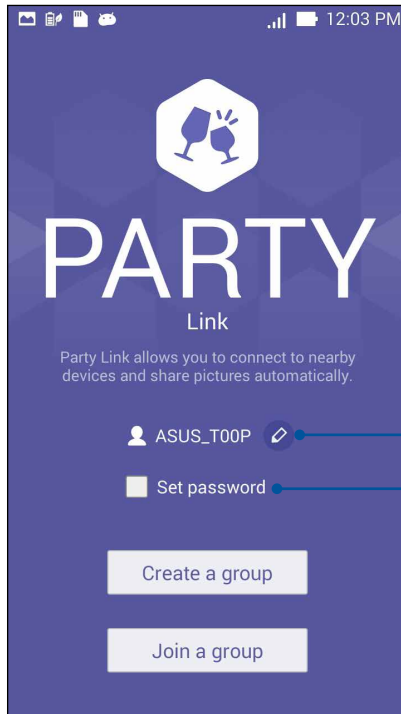 12:03 PM
PARTY
Link
Party Link allows you to connect to nearby
devices and share pictures automatically.
ASUS_T00P
Set password
Create a group
Join a group